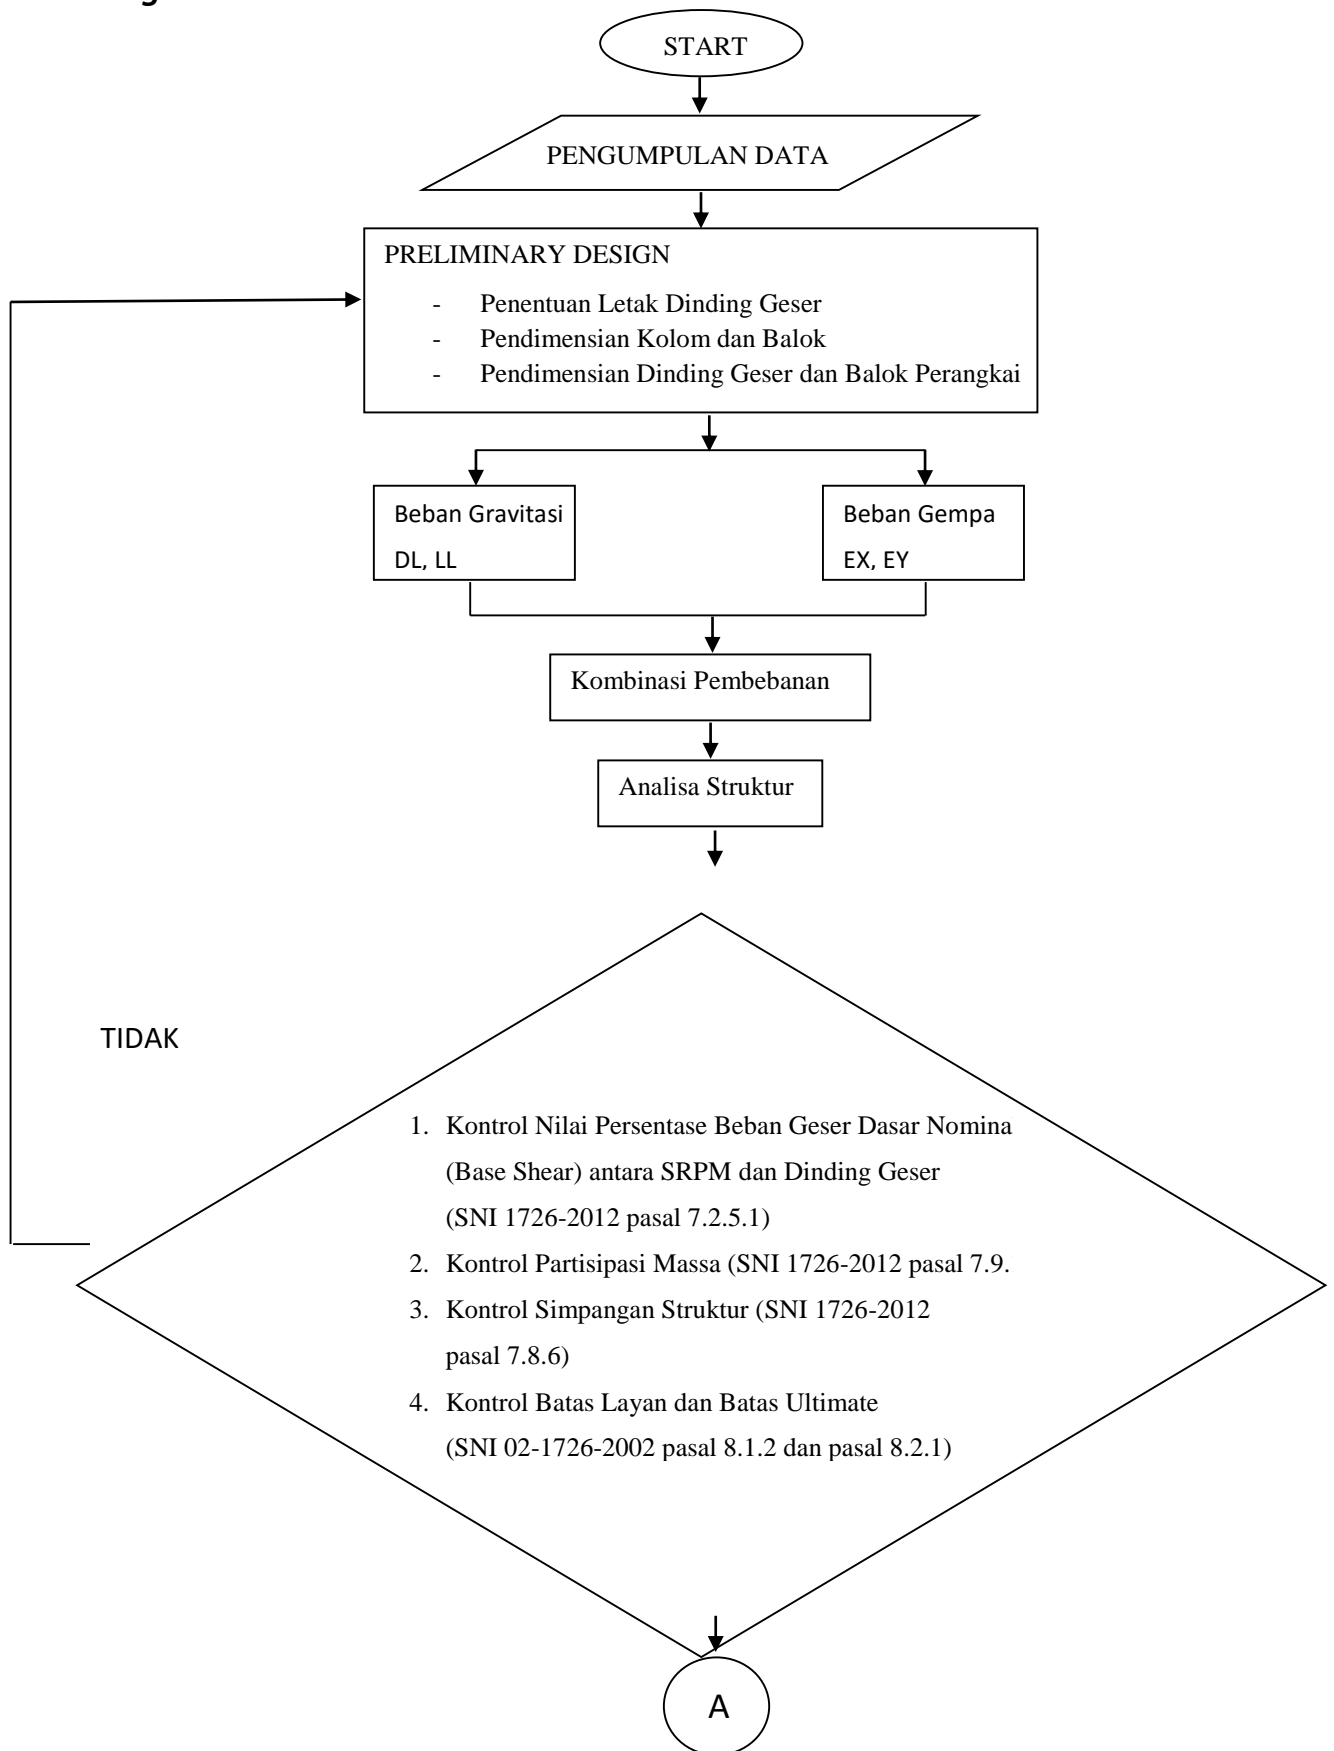 START
PENGUMPULAN DATA
PRELIMINARY DESIGN
- Penentuan Letak Dinding Geser
- Pendimensian Kolom dan Balok
- Pendimensian Dinding Geser dan Balok Perangkai
Beban Gravitasi
DL, LL
Beban Gempa
EX, EY
Kombinasi Pembebanan
Analisa Struktur
TIDAK
1. Kontrol Nilai Persentase Beban Geser Dasar Nomina
(Base Shear) antara SRPM dan Dinding Geser
(SNI 1726-2012 pasal 7.2.5.1)
2. Kontrol Partisipasi Massa (SNI 1726-2012 pasal 7.9.
3. Kontrol Simpangan Struktur (SNI 1726-2012
pasal 7.8.6)
4. Kontrol Batas Layan dan Batas Ultimate
(SNI 02-1726-2002 pasal 8.1.2 dan pasal 8.2.1)
A